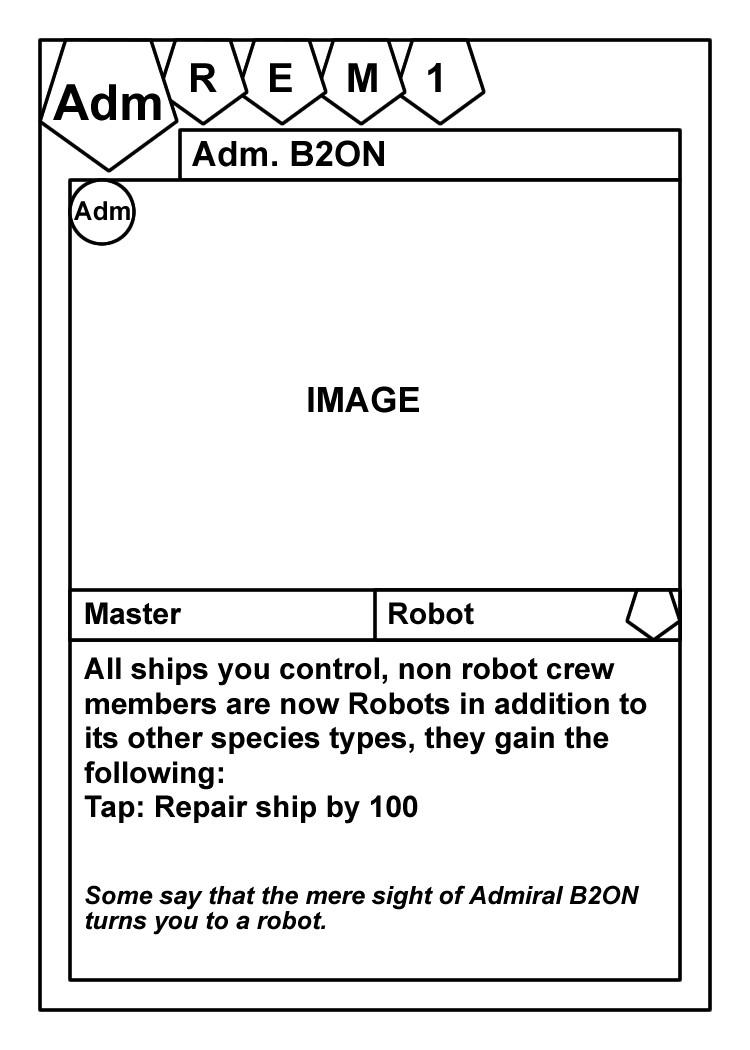 Adm R E M 1
Adm. B2ON
Adm
IMAGE
Master Robot
All ships you control, non robot crew
members are now Robots in addition to
its other species types, they gain the
following:
Tap: Repair ship by 100
Some say that the mere sight of Admiral B2ON
turns you to a robot.